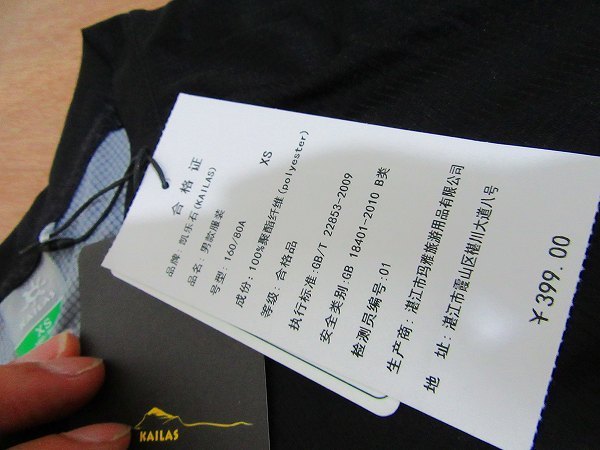 合格证
品牌：凯乐石(KAILAS)
品名：男款服装
号型：160/80A XS
成份：100%聚酯纤维(polyester)
等级：合格品
执行标准:GB/T 22853-2009
安全类别:GB 18401-2010 B类
检测员编号:01
生产商：湛江市玛雅旅游用品有限公司
地 址：湛江市霞山区椹川大道八号
￥399.00
KAILAS
XS
KAILAS